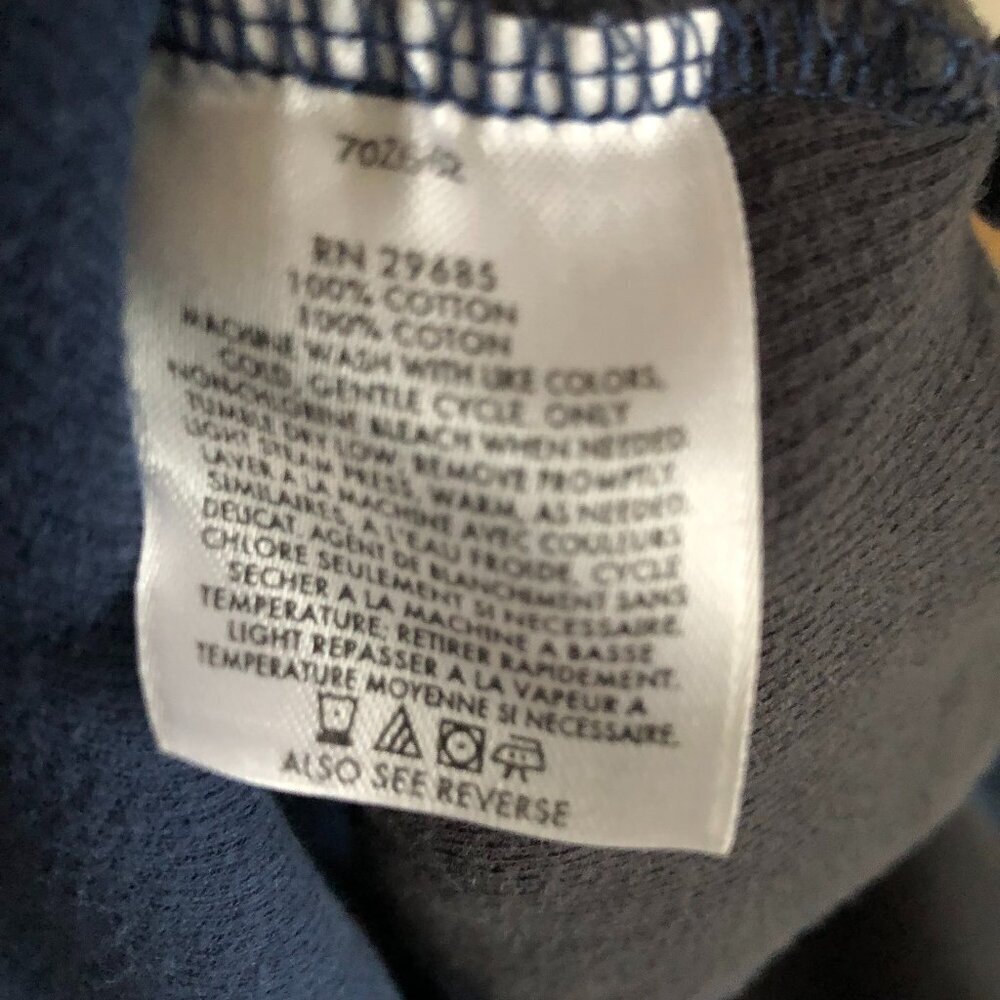 RN 29685
100% COTTON
100% COTON
MACHINE WASH WITH LIKE COLORS,
COLD, GENTLE CYCLE. ONLY
NON-CHLORINE BLEACH WHEN NEEDED.
TUMBLE DRY LOW, REMOVE PROMPTLY.
LIGHT STEAM PRESS, WARM, AS NEEDED.
LAVER A LA MACHINE AVEC COULEURS
SIMILAIRES, A L'EAU FROIDE, CYCLE
DELICAT. AGENT DE BLANCHIMENT SANS
CHLORE SEULEMENT SI NECESSAIRE.
SECHER A LA MACHINE A BASSE
TEMPERATURE; RETIRER RAPIDEMENT.
LIGHT REPASSER A LA VAPEUR A
TEMPERATURE MOYENNE SI NECESSAIRE.
ALSO SEE REVERSE